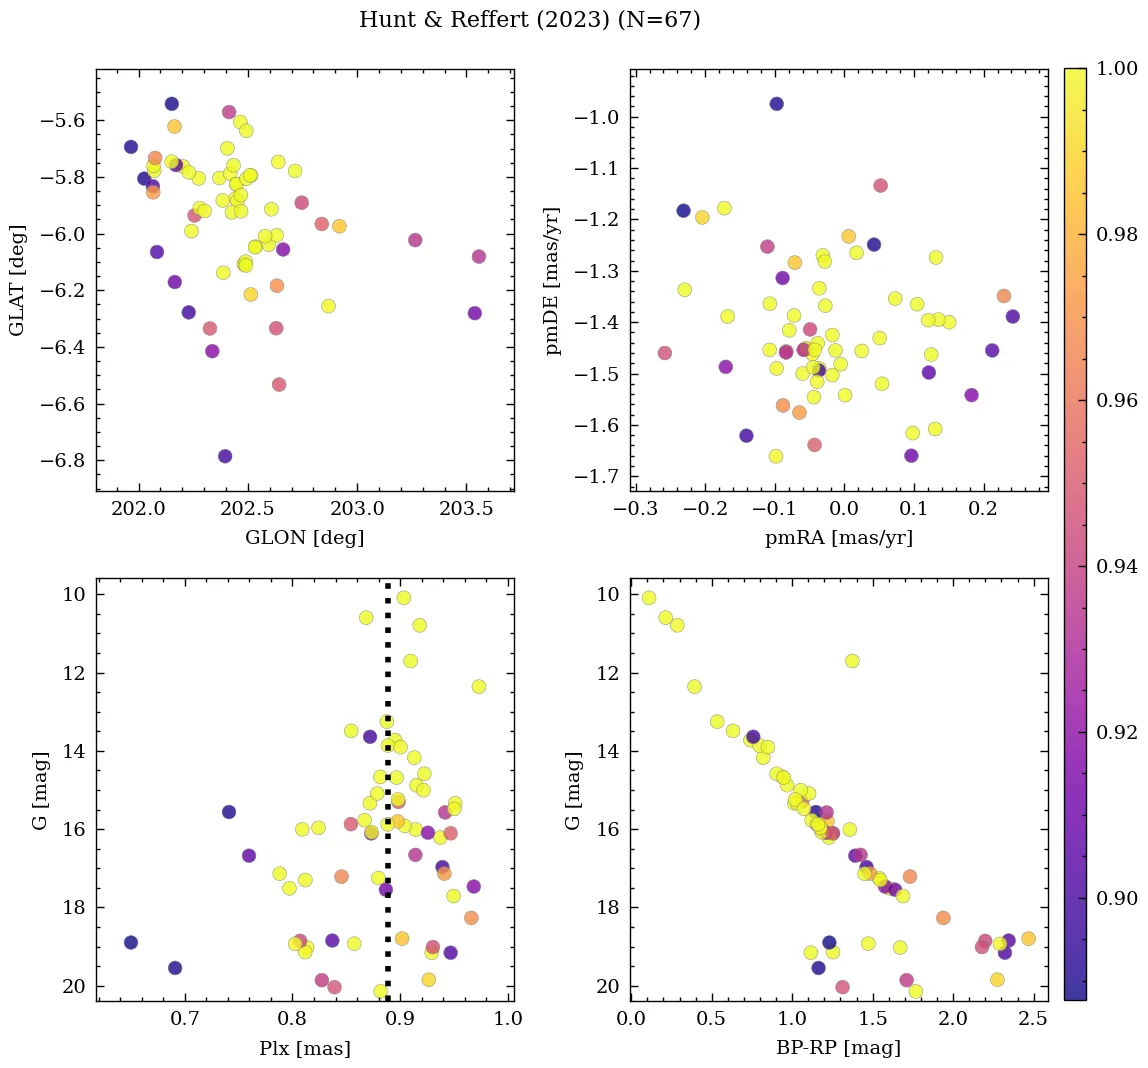 Hunt & Reffert (2023) (N=67)
−5.6
−5.8
−6.0
−6.2
−6.4
−6.6
−6.8
GLAT [deg]
202.0 202.5 203.0 203.5
GLON [deg]
−1.0
−1.1
−1.2
−1.3
−1.4
−1.5
−1.6
−1.7
pmDE [mas/yr]
−0.3 −0.2 −0.1 0.0 0.1 0.2
pmRA [mas/yr]
10
12
14
16
18
20
G [mag]
0.7 0.8 0.9 1.0
Plx [mas]
10
12
14
16
18
20
G [mag]
0.0 0.5 1.0 1.5 2.0 2.5
BP-RP [mag]
1.00
0.98
0.96
0.94
0.92
0.90